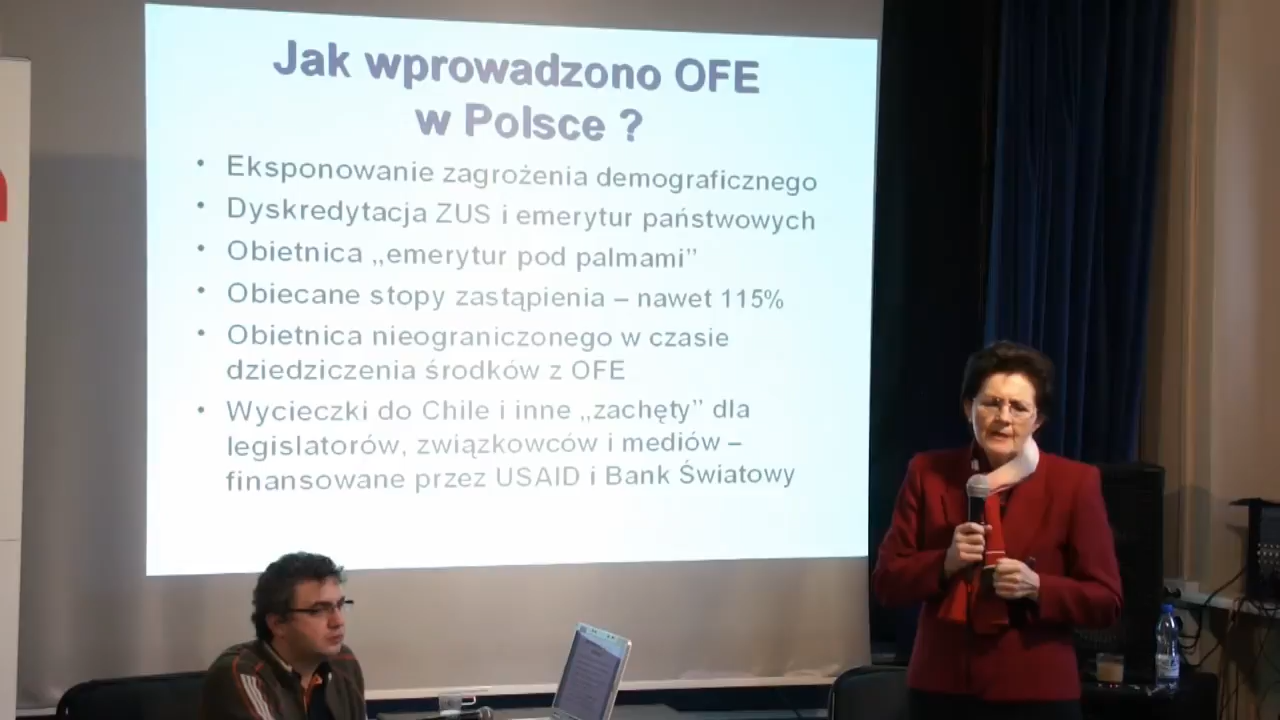 Jak wprowadzono OFE
w Polsce ?
• Eksponowanie zagrożenia demograficznego
• Dyskredytacja ZUS i emerytur państwowych
• Obietnica „emerytur pod palmami”
• Obiecane stopy zastąpienia – nawet 115%
• Obietnica nieograniczonego w czasie
dziedziczenia środków z OFE
• Wycieczki do Chile i inne „zachęty” dla
legislatorów, związkowców i mediów –
finansowane przez USAID i Bank Światowy